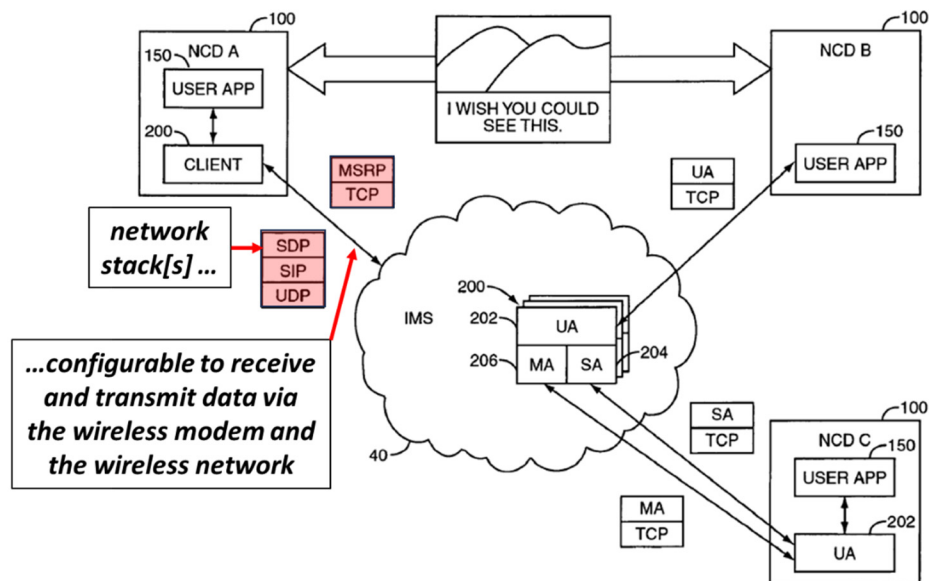 100
NCD A
150
USER APP
200
CLIENT
I WISH YOU COULD
SEE THIS.
100
NCD B
150
USER APP
MSRP
TCP
UA
TCP
network
stack[s] ...
SDP
SIP
UDP
...configurable to receive
and transmit data via
the wireless modem and
the wireless network
IMS
200
202
UA
206
MA
SA
204
40
SA
TCP
MA
TCP
100
NCD C
150
USER APP
202
UA